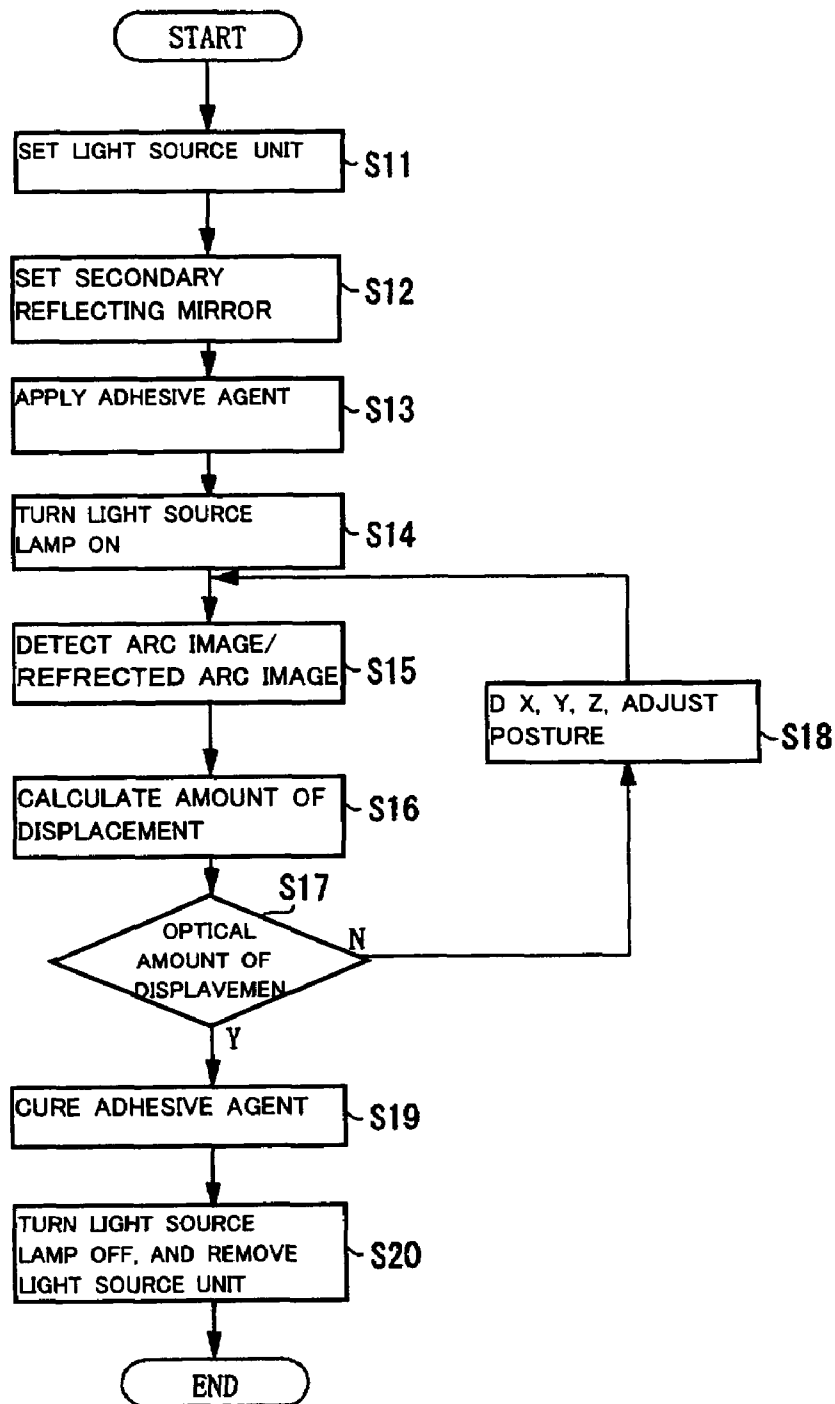 START
SET LIGHT SOURCE UNIT
S11
SET SECONDARY
REFLECTING MIRROR
S12
APPLY ADHESIVE AGENT
S13
TURN LIGHT SOURCE
LAMP ON
S14
DETECT ARC IMAGE/
REFRECTED ARC IMAGE
S15
D X, Y, Z, ADJUST
POSTURE
S18
CALCULATE AMOUNT OF
DISPLACEMENT
S16
S17
OPTICAL
AMOUNT OF
DISPLAVEMEN
N
Y
CURE ADHESIVE AGENT
S19
TURN LIGHT SOURCE
LAMP OFF, AND REMOVE
LIGHT SOURCE UNIT
S20
END